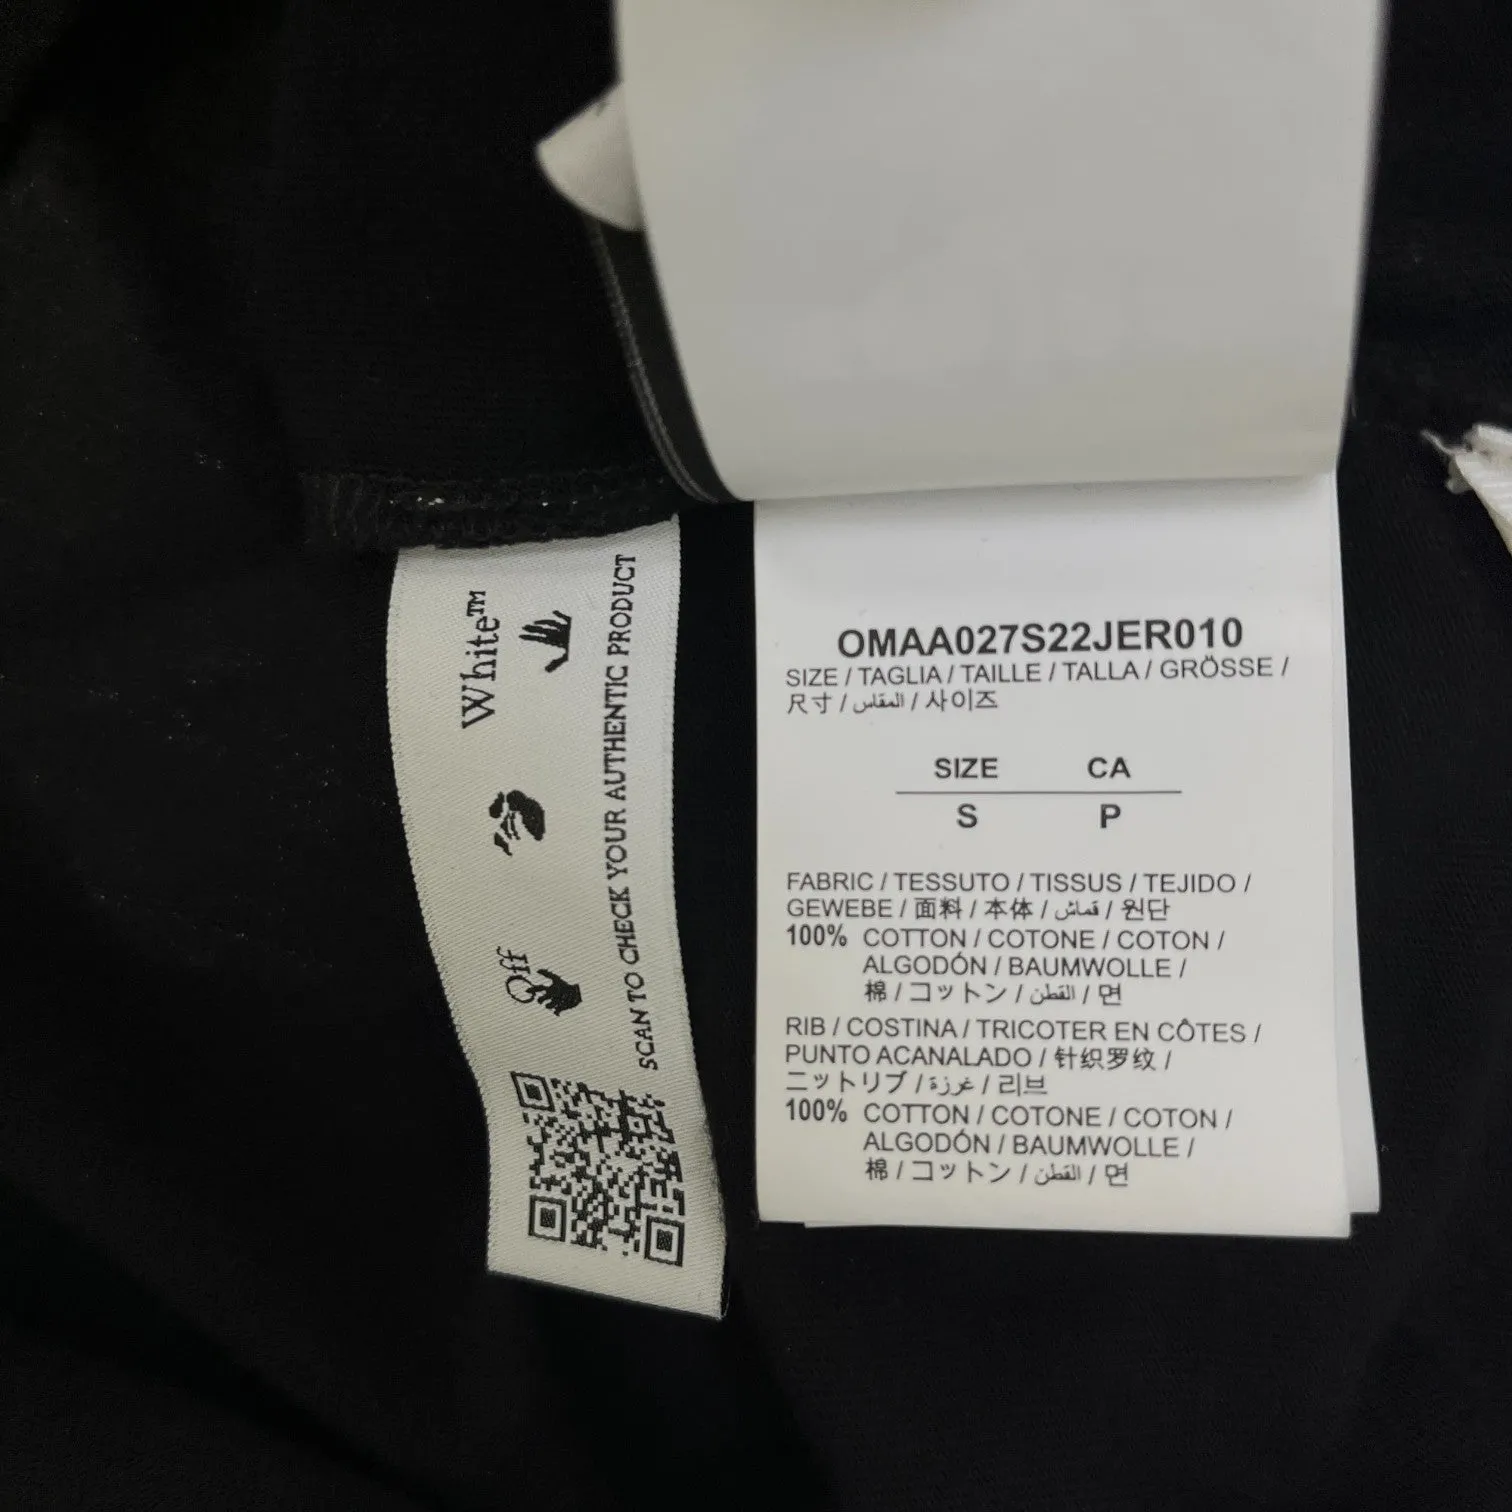 Off White™
SCAN TO CHECK YOUR AUTHENTIC PRODUCT
OMAA027S22JER010
SIZE / TAGLIA / TAILLE / TALLA / GRÖSSE /
尺寸 / المقاس / 사이즈
SIZE CA
S P
FABRIC / TESSUTO / TISSUS / TEJIDO /
GEWEBE / 面料 / 本体 / قماش / 원단
100% COTTON / COTONE / COTON /
ALGODÓN / BAUMWOLLE /
棉 / コットン / القطن / 면
RIB / COSTINA / TRICOTER EN CÔTES /
PUNTO ACANALADO / 针织罗纹 /
ニットリブ / غرزة / 리브
100% COTTON / COTONE / COTON /
ALGODÓN / BAUMWOLLE /
棉 / コットン / القطن / 면